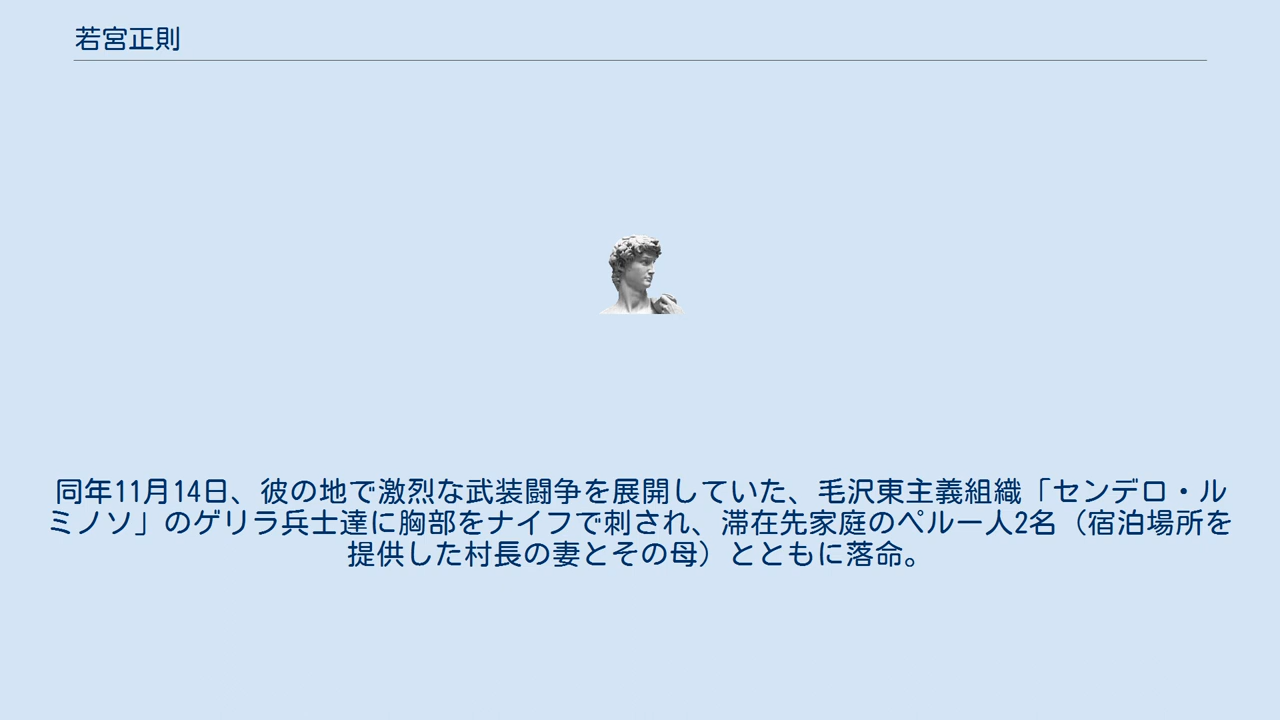 若宮正則
同年11月14日、彼の地で激烈な武装闘争を展開していた、毛沢東主義組織「センデロ・ル
ミノソ」のゲリラ兵士達に胸部をナイフで刺され、滞在先家庭のペルー人2名（宿泊場所を
提供した村長の妻とその母）とともに落命。